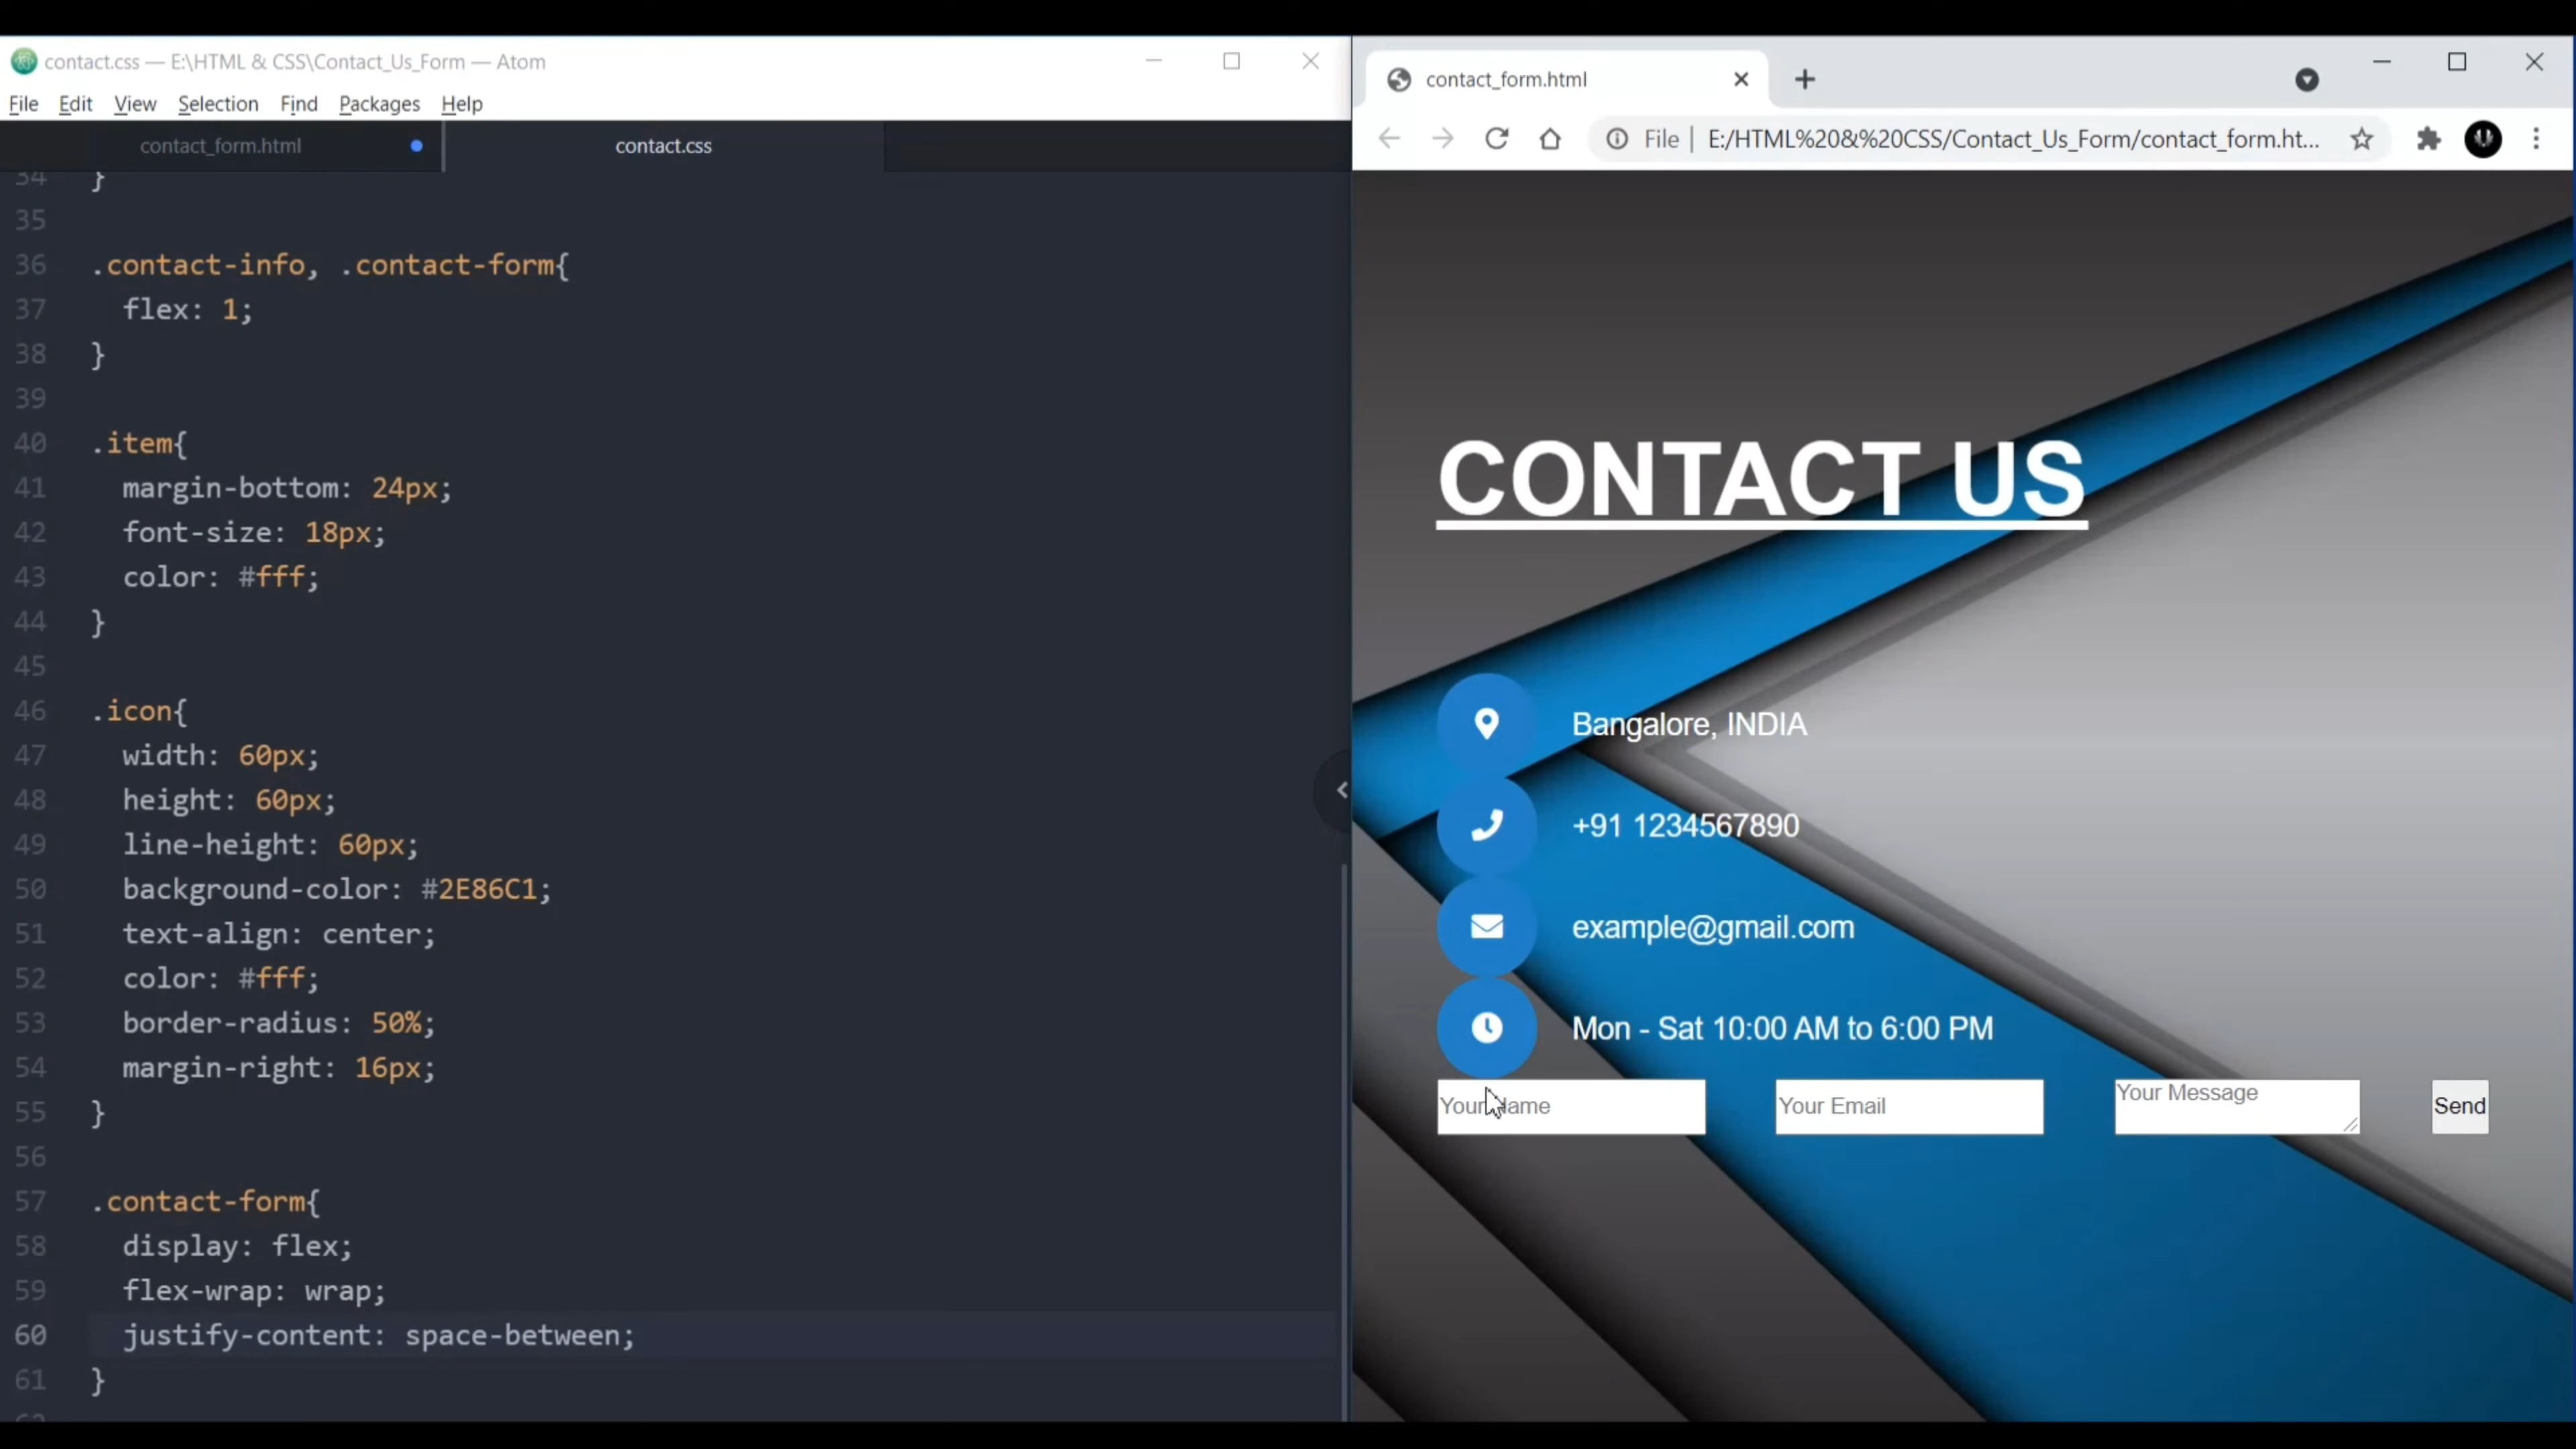 contact.css — E:\HTML & CSS\Contact_Us_Form — Atom
File Edit View Selection Find Packages Help
contact_form.html contact.css
34 }
35
36 .contact-info, .contact-form{
37 flex: 1;
38 }
39
40 .item{
41 margin-bottom: 24px;
42 font-size: 18px;
43 color: #fff;
44 }
45
46 .icon{
47 width: 60px;
48 height: 60px;
49 line-height: 60px;
50 background-color: #2E86C1;
51 text-align: center;
52 color: #fff;
53 border-radius: 50%;
54 margin-right: 16px;
55 }
56
57 .contact-form{
58 display: flex;
59 flex-wrap: wrap;
60 justify-content: space-between;
61 }
contact_form.html
File E:/HTML%20&%20CSS/Contact_Us_Form/contact_form.ht...
CONTACT US
Bangalore, INDIA
+91 1234567890
example@gmail.com
Mon - Sat 10:00 AM to 6:00 PM
Your Name Your Email Your Message Send